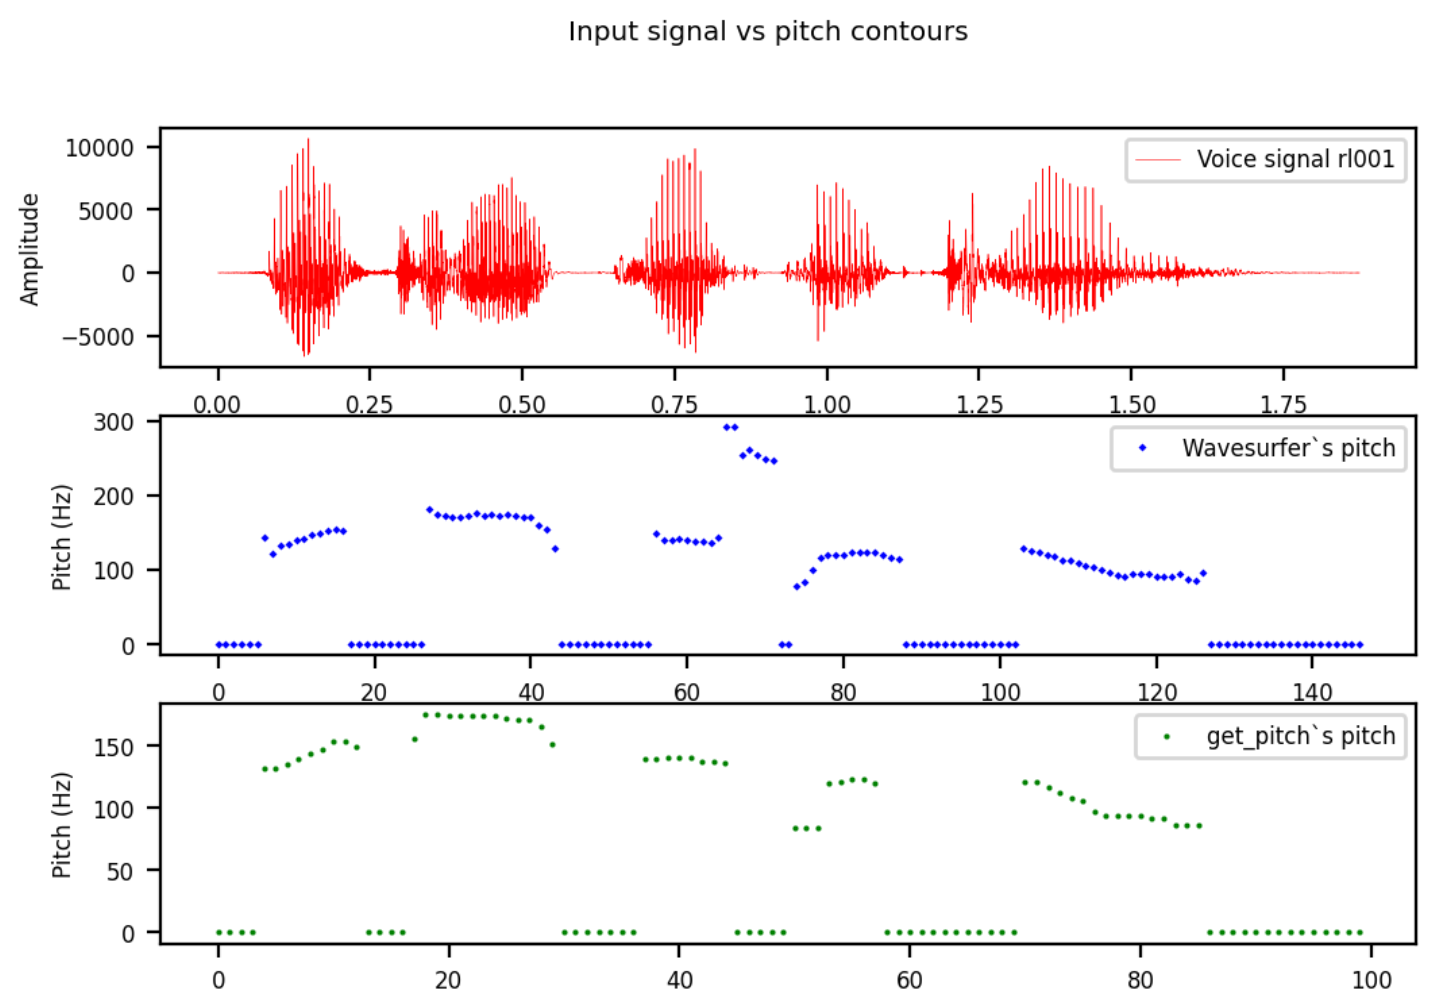 Input signal vs pitch contours
10000
5000
0
−5000
Amplitude
Voice signal rl001
0.00 0.25 0.50 0.75 1.00 1.25 1.50 1.75
300
200
100
0
Pitch (Hz)
Wavesurfer`s pitch
0 20 40 60 80 100 120 140
150
100
50
0
Pitch (Hz)
get_pitch`s pitch
0 20 40 60 80 100